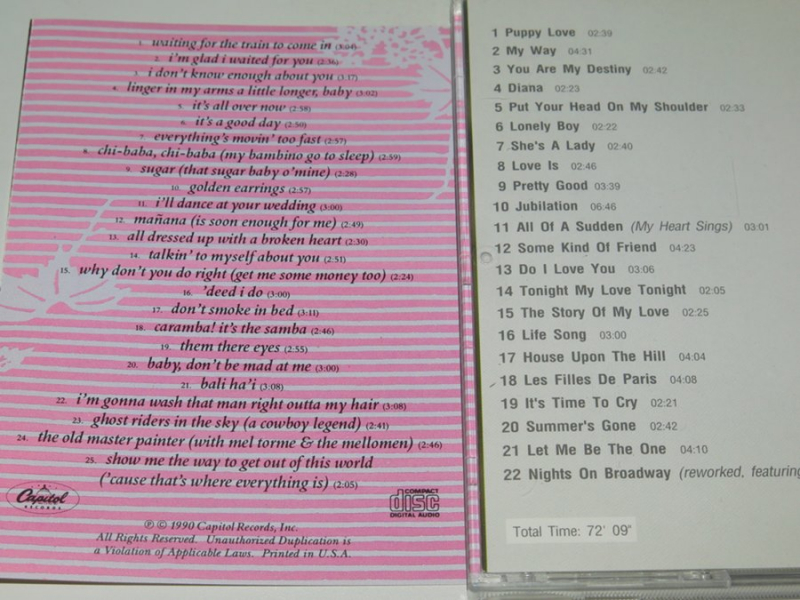 1. waiting for the train to come in (3:04)
2. i'm glad i waited for you (2:36)
3. i don't know enough about you (3:17)
4. linger in my arms a little longer, baby (3:02)
5. it's all over now (2:58)
6. it's a good day (2:50)
7. everything's movin' too fast (2:57)
8. chi-baba, chi-baba (my bambino go to sleep) (2:59)
9. sugar (that sugar baby o'mine) (2:28)
10. golden earrings (2:57)
11. i'll dance at your wedding (3:00)
12. mañana (is soon enough for me) (2:49)
13. all dressed up with a broken heart (2:30)
14. talkin' to myself about you (2:51)
15. why don't you do right (get me some money too) (2:24)
16. 'deed i do (3:00)
17. don't smoke in bed (3:11)
18. caramba! it's the samba (2:46)
19. them there eyes (2:55)
20. baby, don't be mad at me (3:00)
21. bali ha'i (3:08)
22. i'm gonna wash that man right outta my hair (3:08)
23. ghost riders in the sky (a cowboy legend) (2:41)
24. the old master painter (with mel torme & the mellomen) (2:46)
25. show me the way to get out of this world
('cause that's where everything is) (2:05)
Capitol
RECORDS
COMPACT
disc
DIGITAL AUDIO
℗ © 1990 Capitol Records, Inc.
All Rights Reserved. Unauthorized Duplication is
a Violation of Applicable Laws. Printed in U.S.A.
1 Puppy Love 02:39
2 My Way 04:31
3 You Are My Destiny 02:42
4 Diana 02:23
5 Put Your Head On My Shoulder 02:33
6 Lonely Boy 02:22
7 She's A Lady 02:40
8 Love Is 02:46
9 Pretty Good 03:39
10 Jubilation 06:46
11 All Of A Sudden (My Heart Sings) 03:01
12 Some Kind Of Friend 04:23
13 Do I Love You 03:06
14 Tonight My Love Tonight 02:05
15 The Story Of My Love 02:25
16 Life Song 03:00
17 House Upon The Hill 04:04
18 Les Filles De Paris 04:08
19 It's Time To Cry 02:21
20 Summer's Gone 02:42
21 Let Me Be The One 04:10
22 Nights On Broadway (reworked, featuring
Total Time: 72' 09"